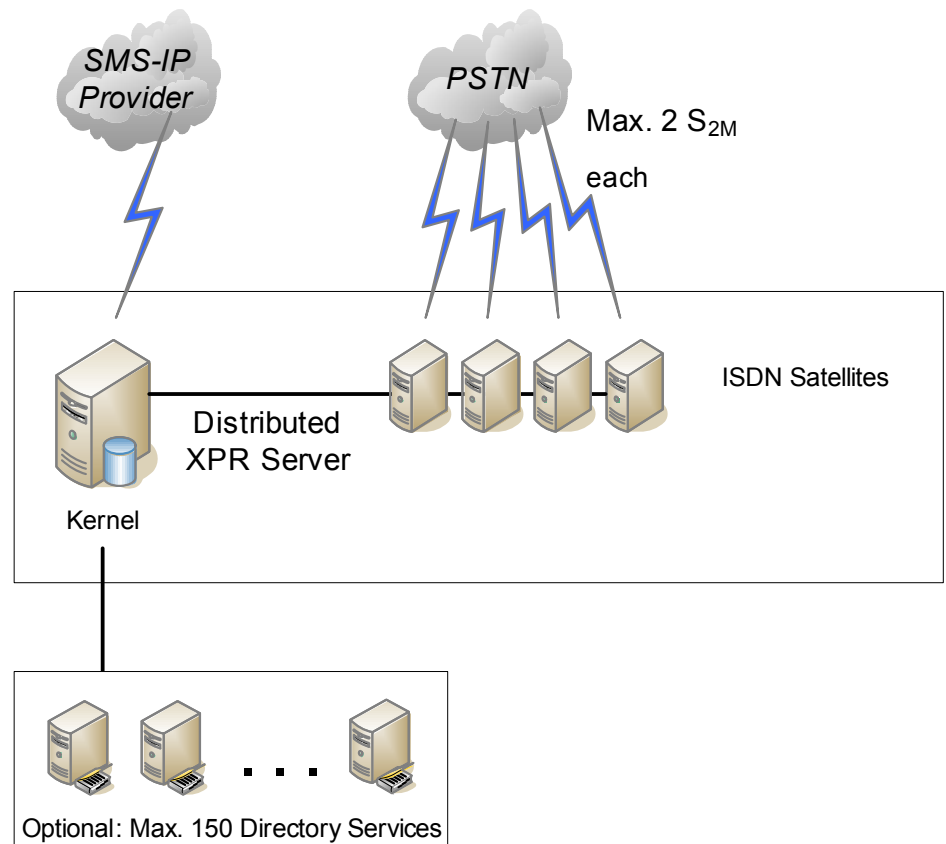 SMS-IP
Provider
PSTN
Max. 2 S2M
each
ISDN Satellites
Distributed
XPR Server
Kernel
. . .
Optional: Max. 150 Directory Services